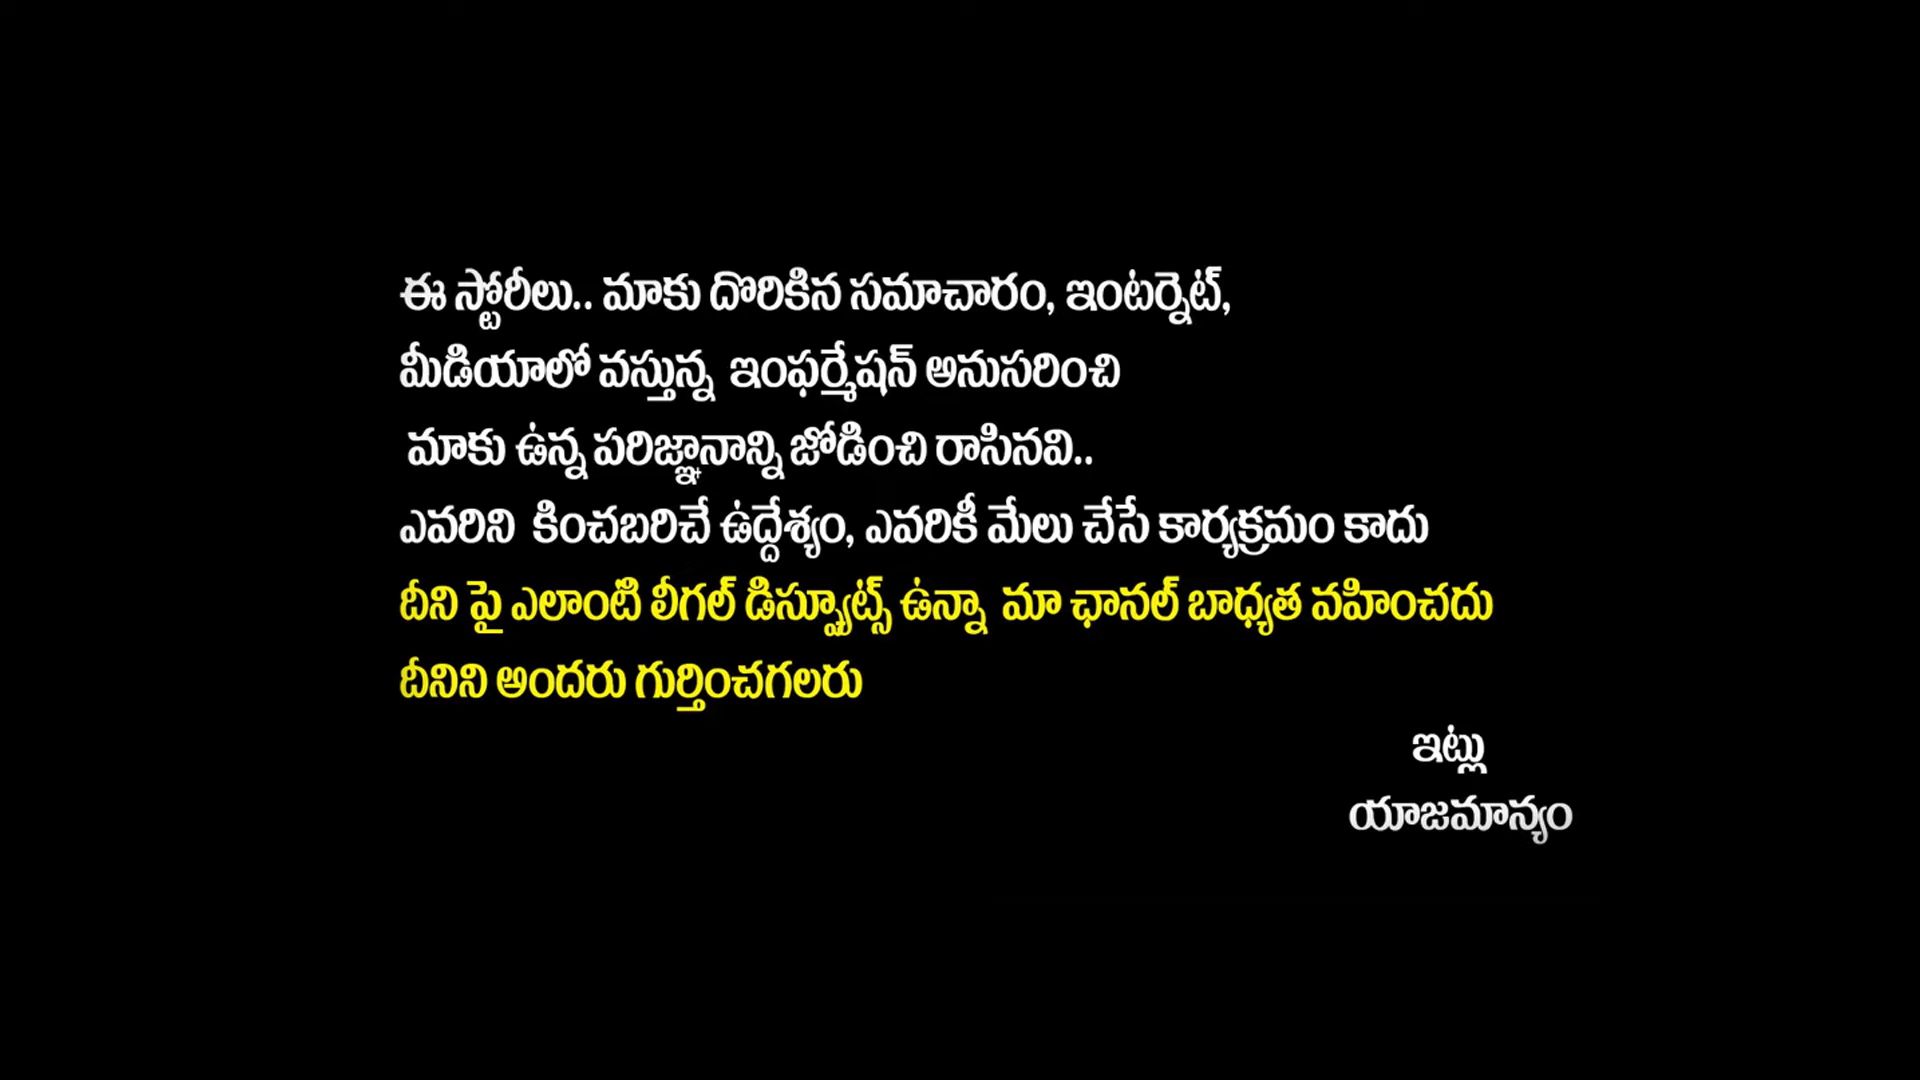 ఈ స్టోరీలు.. మాకు దొరికిన సమాచారం, ఇంటర్నెట్,
మీడియాలో వస్తున్న ఇంఫర్మేషన్ అనుసరించి
మాకు ఉన్న పరిజ్ఞానాన్ని జోడించి రాసినవి..
ఎవరిని కించబరిచే ఉద్దేశ్యం, ఎవరికీ మేలు చేసే కార్యక్రమం కాదు
దీని పై ఎలాంటి లీగల్ డిస్ప్యూట్స్ ఉన్నా మా ఛానల్ బాధ్యత వహించదు
దీనిని అందరు గుర్తించగలరు
ఇట్లు
యాజమాన్యం